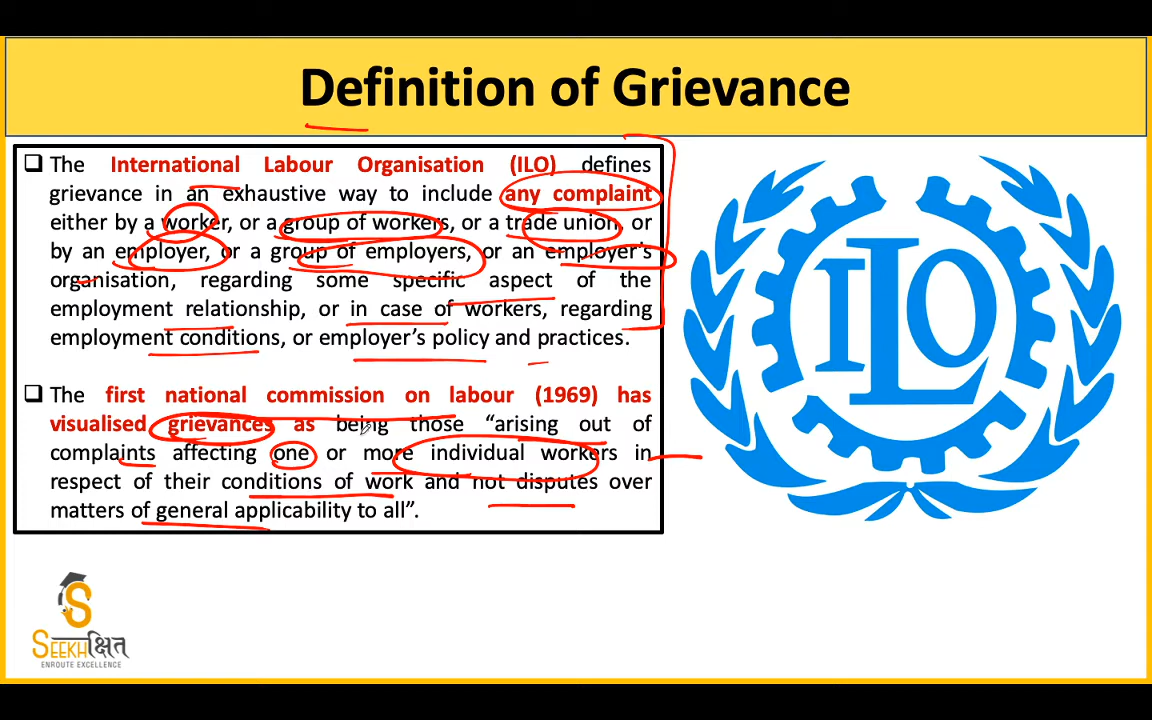 Definition of Grievance
❑ The International Labour Organisation (ILO) defines
grievance in an exhaustive way to include any complaint
either by a worker, or a group of workers, or a trade union, or
by an employer, or a group of employers, or an employer's
organisation, regarding some specific aspect of the
employment relationship, or in case of workers, regarding
employment conditions, or employer's policy and practices.
❑ The first national commission on labour (1969) has
visualised grievances as being those “arising out of
complaints affecting one or more individual workers in
respect of their conditions of work and not disputes over
matters of general applicability to all”.
ILO
S
SEEKHक्षित
ENROUTE EXCELLENCE